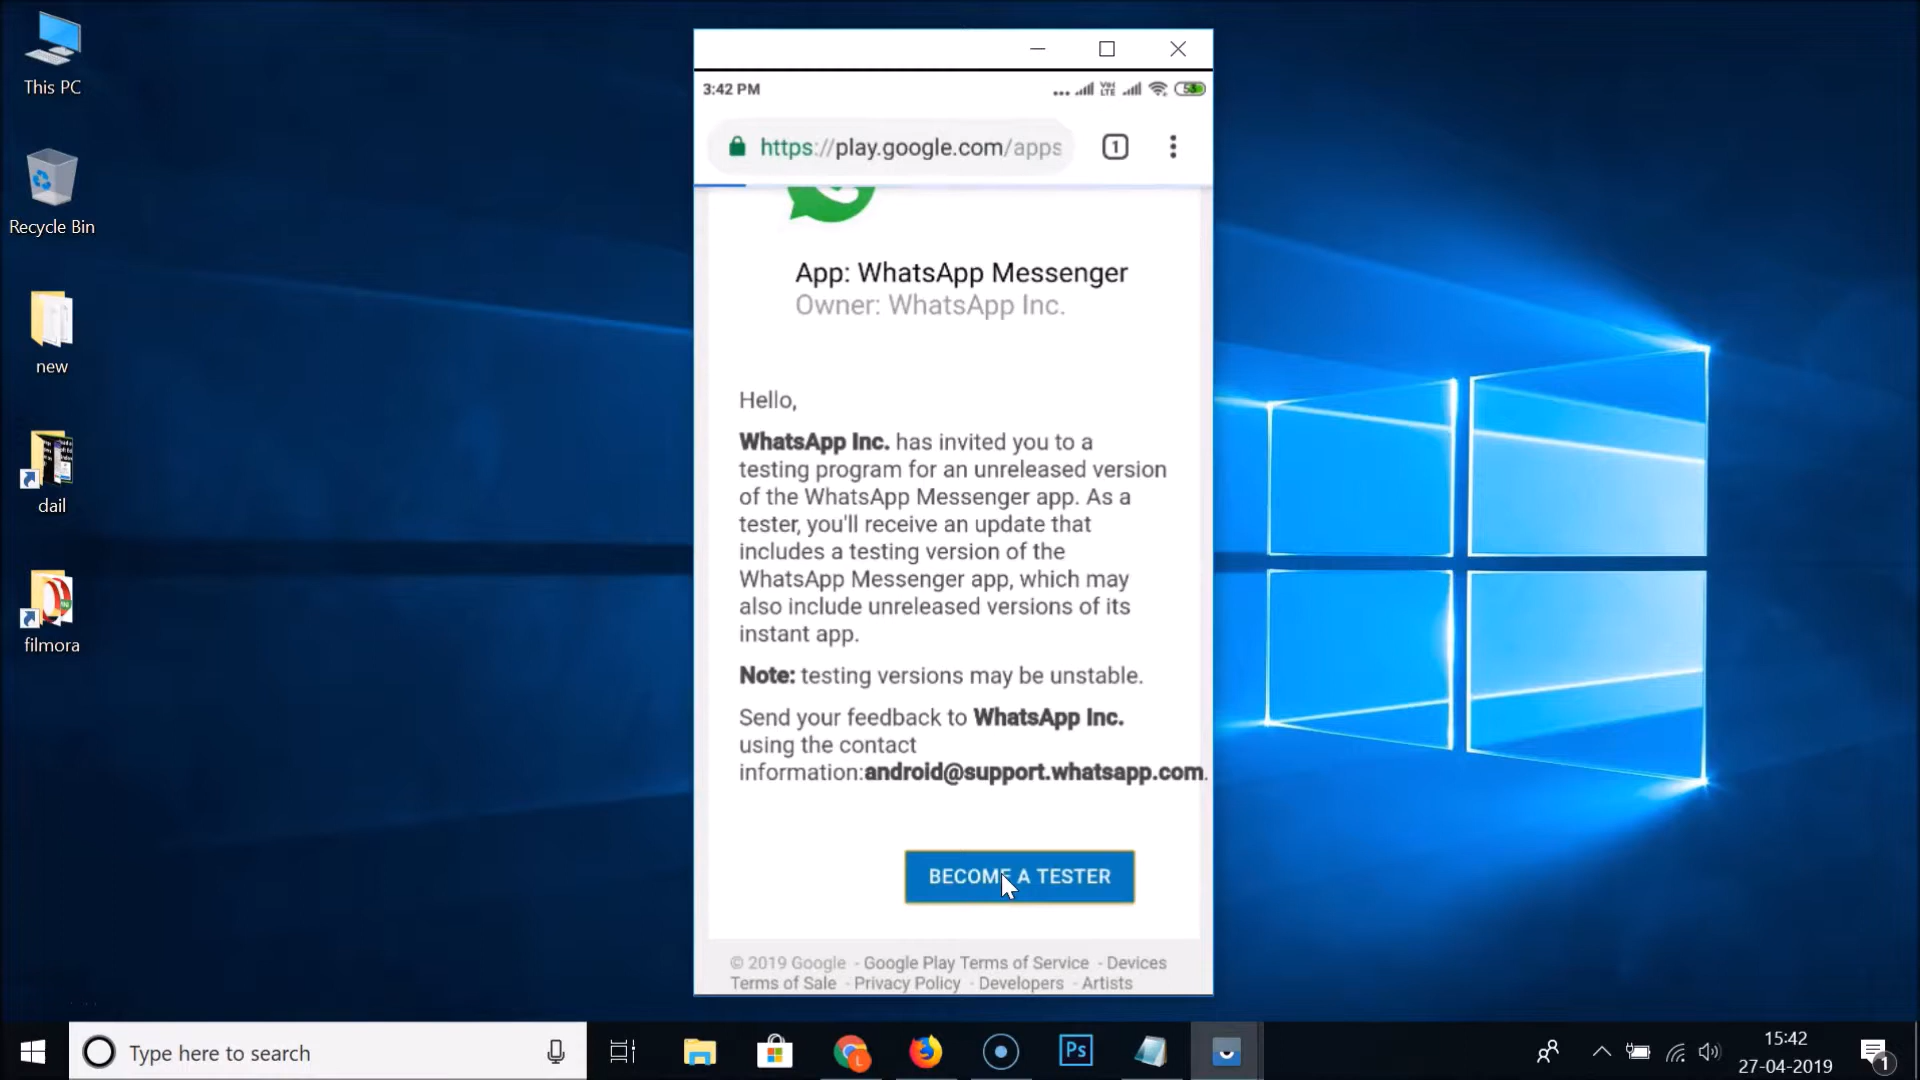 This PC
Recycle Bin
new
dail
filmora
3:42 PM
VoLTE
53
https://play.google.com/apps
1
App: WhatsApp Messenger
Owner: WhatsApp Inc.
Hello,
WhatsApp Inc. has invited you to a
testing program for an unreleased version
of the WhatsApp Messenger app. As a
tester, you'll receive an update that
includes a testing version of the
WhatsApp Messenger app, which may
also include unreleased versions of its
instant app.
Note: testing versions may be unstable.
Send your feedback to WhatsApp Inc.
using the contact
information:android@support.whatsapp.com.
BECOME A TESTER
© 2019 Google - Google Play Terms of Service - Devices
Terms of Sale - Privacy Policy - Developers - Artists
Type here to search
L
Ps
15:42
27-04-2019
1